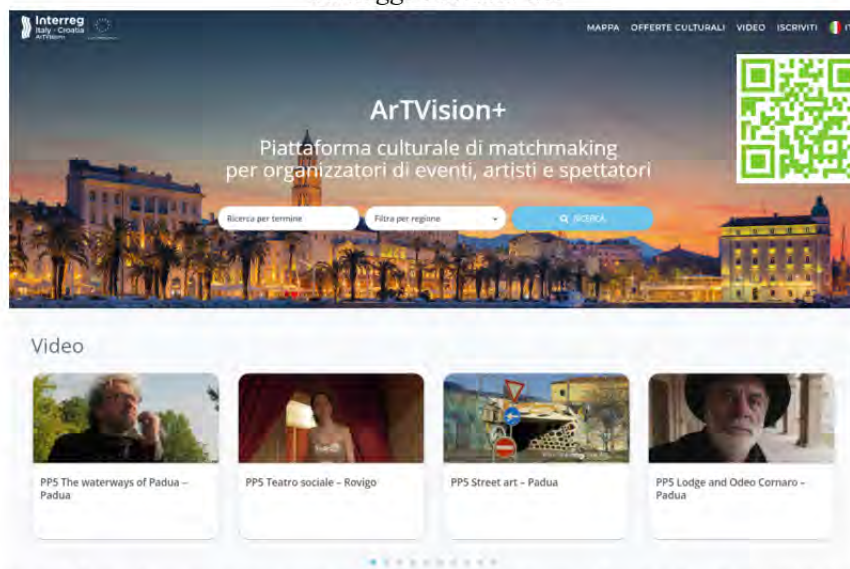 Interreg
Italy - Croatia
ArTVision+
MAPPA OFFERTE CULTURALI VIDEO ISCRIVITI
ArTVision+
Piattaforma culturale di matchmaking
per organizzatori di eventi, artisti e spettatori
Ricerca per termine Filtra per regione RICERCA
Video
PP5 The waterways of Padua –
Padua
PP5 Teatro sociale – Rovigo
PP5 Street art – Padua
PP5 Lodge and Odeo Cornaro –
Padua